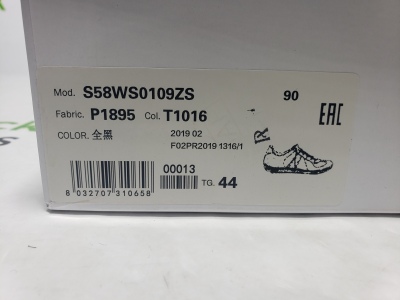 Mod. S58WS0109ZS 90
Fabric. P1895 Col. T1016 EAC
COLOR. 全黑 2019 02
F02PR2019 1316/1
R
00013
8 032707 310658 TG. 44